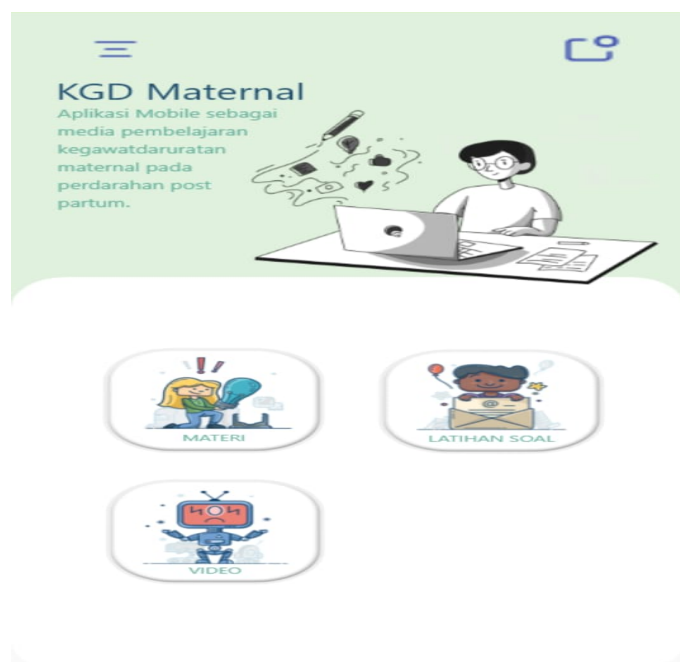 KGD Maternal
Aplikasi Mobile sebagai
media pembelajaran
kegawatdaruratan
maternal pada
perdarahan post
partum.
MATERI
LATIHAN SOAL
VIDEO